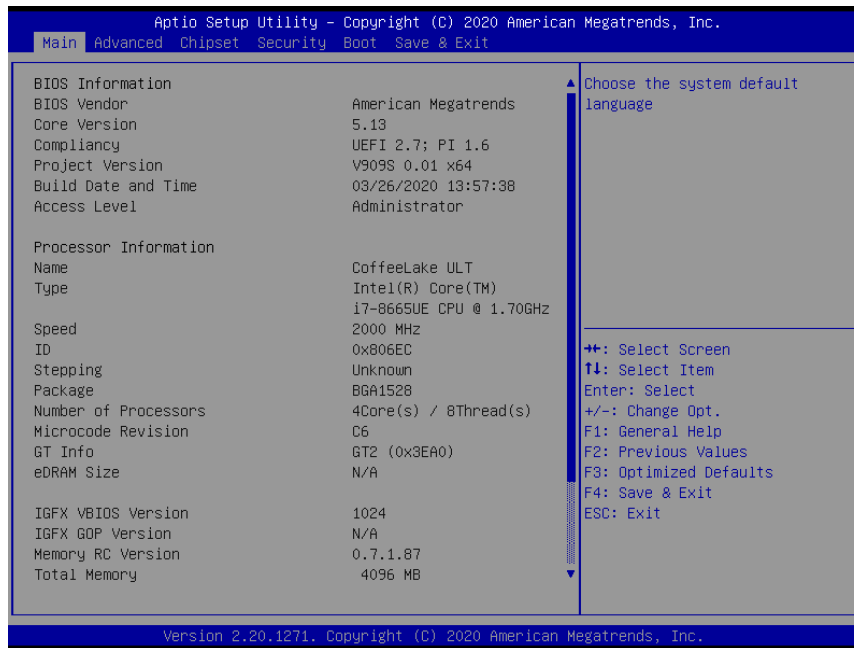 Aptio Setup Utility – Copyright (C) 2020 American Megatrends, Inc.
Main Advanced Chipset Security Boot Save & Exit
BIOS Information
BIOS Vendor American Megatrends
Core Version 5.13
Compliancy UEFI 2.7; PI 1.6
Project Version V909S 0.01 x64
Build Date and Time 03/26/2020 13:57:38
Access Level Administrator
Processor Information
Name CoffeeLake ULT
Type Intel(R) Core(TM)
i7-8665UE CPU @ 1.70GHz
Speed 2000 MHz
ID 0x806EC
Stepping Unknown
Package BGA1528
Number of Processors 4Core(s) / 8Thread(s)
Microcode Revision C6
GT Info GT2 (0x3EA0)
eDRAM Size N/A
IGFX VBIOS Version 1024
IGFX GOP Version N/A
Memory RC Version 0.7.1.87
Total Memory 4096 MB
Choose the system default
language
→←: Select Screen
↑↓: Select Item
Enter: Select
+/-: Change Opt.
F1: General Help
F2: Previous Values
F3: Optimized Defaults
F4: Save & Exit
ESC: Exit
Version 2.20.1271. Copyright (C) 2020 American Megatrends, Inc.